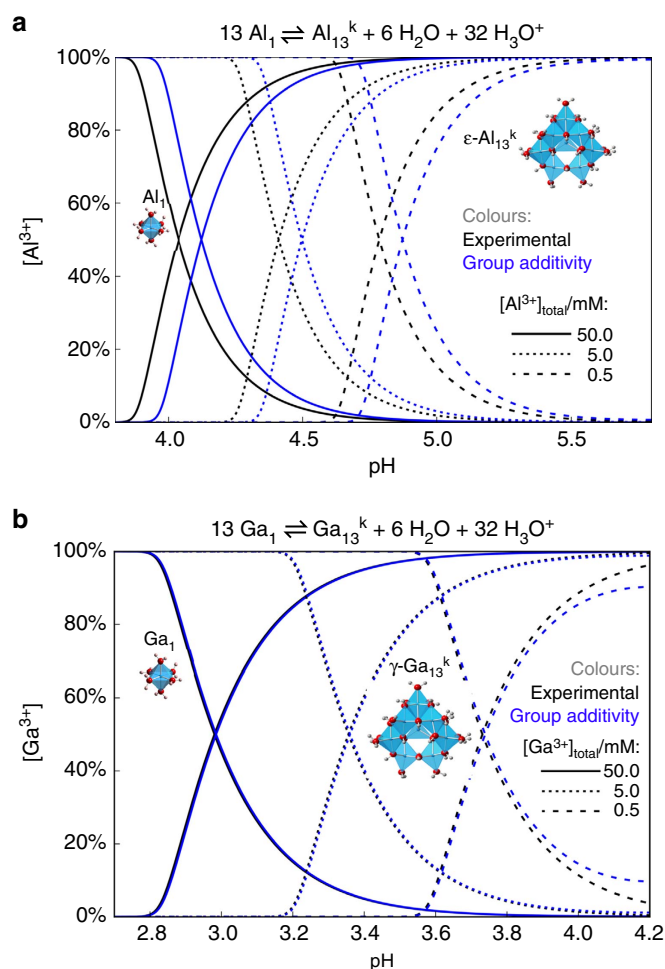 a
13 Al₁ ⇌ Al₁₃ᵏ + 6 H₂O + 32 H₃O⁺
100%
80%
60%
40%
20%
0%
[Al³⁺]
Al₁
ε-Al₁₃ᵏ
Colours:
Experimental
Group additivity
[Al³⁺]total/mM:
50.0
5.0
0.5
4.0 4.5 5.0 5.5
pH
b
13 Ga₁ ⇌ Ga₁₃ᵏ + 6 H₂O + 32 H₃O⁺
100%
80%
60%
40%
20%
0%
[Ga³⁺]
Ga₁
γ-Ga₁₃ᵏ
Colours:
Experimental
Group additivity
[Ga³⁺]total/mM:
50.0
5.0
0.5
2.8 3.0 3.2 3.4 3.6 3.8 4.0 4.2
pH